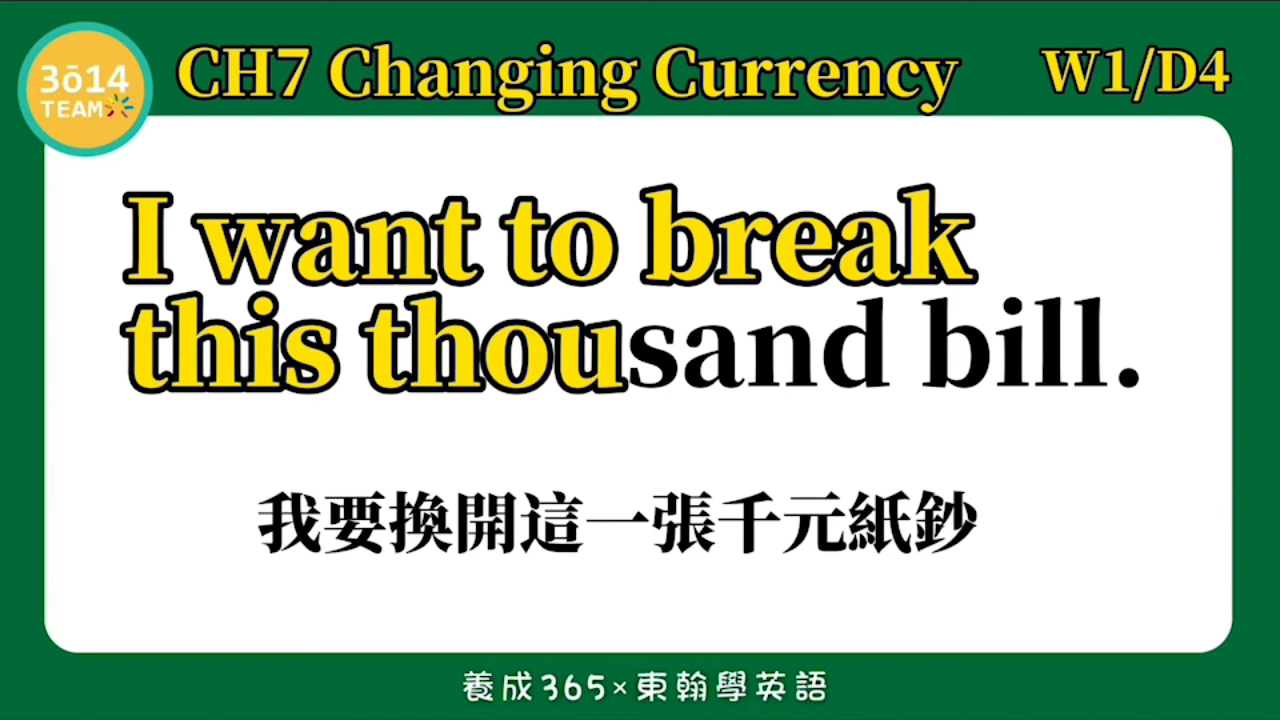 3ō14
TEAM
CH7 Changing Currency
W1/D4
I want to break
this thousand bill.
我要換開這一張千元紙鈔
養成365×東翰學英語